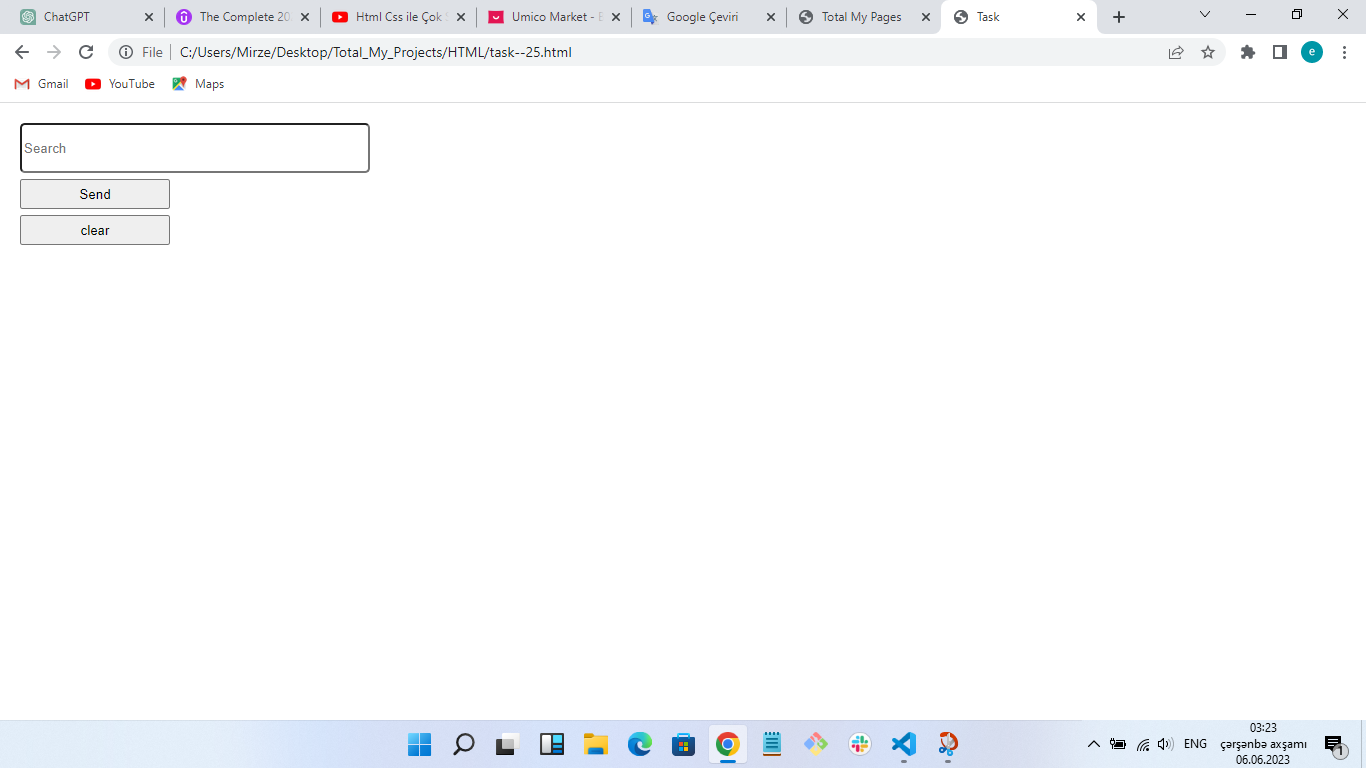 ChatGPT
The Complete 20
Html Css ile Çok
Umico Market -
Google Çeviri
Total My Pages
Task
File
C:/Users/Mirze/Desktop/Total_My_Projects/HTML/task--25.html
e
Gmail
YouTube
Maps
Search
Send
clear
ENG
03:23
çərşənbə axşamı
06.06.2023
1